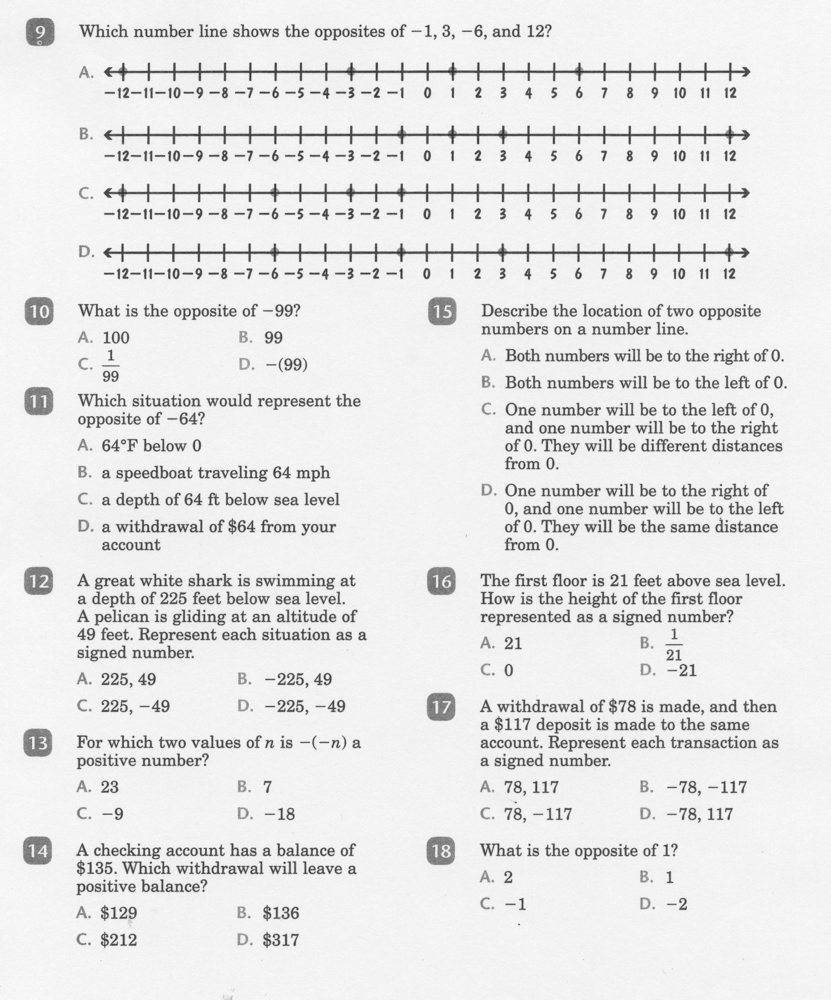 9 Which number line shows the opposites of −1, 3, −6, and 12?
A.
−12 −11 −10 −9 −8 −7 −6 −5 −4 −3 −2 −1 0 1 2 3 4 5 6 7 8 9 10 11 12
B.
−12 −11 −10 −9 −8 −7 −6 −5 −4 −3 −2 −1 0 1 2 3 4 5 6 7 8 9 10 11 12
C.
−12 −11 −10 −9 −8 −7 −6 −5 −4 −3 −2 −1 0 1 2 3 4 5 6 7 8 9 10 11 12
D.
−12 −11 −10 −9 −8 −7 −6 −5 −4 −3 −2 −1 0 1 2 3 4 5 6 7 8 9 10 11 12
10 What is the opposite of −99?
A. 100 B. 99
C. 1/99 D. −(99)
11 Which situation would represent the
opposite of −64?
A. 64°F below 0
B. a speedboat traveling 64 mph
C. a depth of 64 ft below sea level
D. a withdrawal of $64 from your
account
12 A great white shark is swimming at
a depth of 225 feet below sea level.
A pelican is gliding at an altitude of
49 feet. Represent each situation as a
signed number.
A. 225, 49 B. −225, 49
C. 225, −49 D. −225, −49
13 For which two values of n is −(−n) a
positive number?
A. 23 B. 7
C. −9 D. −18
14 A checking account has a balance of
$135. Which withdrawal will leave a
positive balance?
A. $129 B. $136
C. $212 D. $317
15 Describe the location of two opposite
numbers on a number line.
A. Both numbers will be to the right of 0.
B. Both numbers will be to the left of 0.
C. One number will be to the left of 0,
and one number will be to the right
of 0. They will be different distances
from 0.
D. One number will be to the right of
0, and one number will be to the left
of 0. They will be the same distance
from 0.
16 The first floor is 21 feet above sea level.
How is the height of the first floor
represented as a signed number?
A. 21 B. 1/21
C. 0 D. −21
17 A withdrawal of $78 is made, and then
a $117 deposit is made to the same
account. Represent each transaction as
a signed number.
A. 78, 117 B. −78, −117
C. 78, −117 D. −78, 117
18 What is the opposite of 1?
A. 2 B. 1
C. −1 D. −2